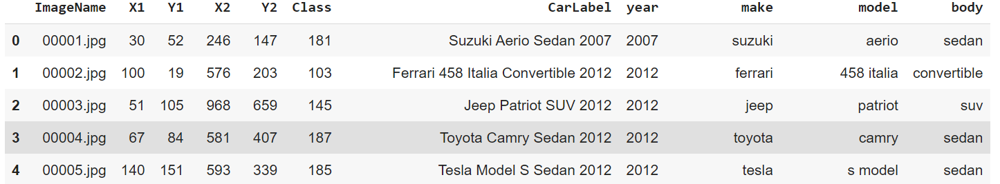 ImageName X1 Y1 X2 Y2 Class CarLabel year make model body
0 00001.jpg 30 52 246 147 181 Suzuki Aerio Sedan 2007 2007 suzuki aerio sedan
1 00002.jpg 100 19 576 203 103 Ferrari 458 Italia Convertible 2012 2012 ferrari 458 italia convertible
2 00003.jpg 51 105 968 659 145 Jeep Patriot SUV 2012 2012 jeep patriot suv
3 00004.jpg 67 84 581 407 187 Toyota Camry Sedan 2012 2012 toyota camry sedan
4 00005.jpg 140 151 593 339 185 Tesla Model S Sedan 2012 2012 tesla s model sedan